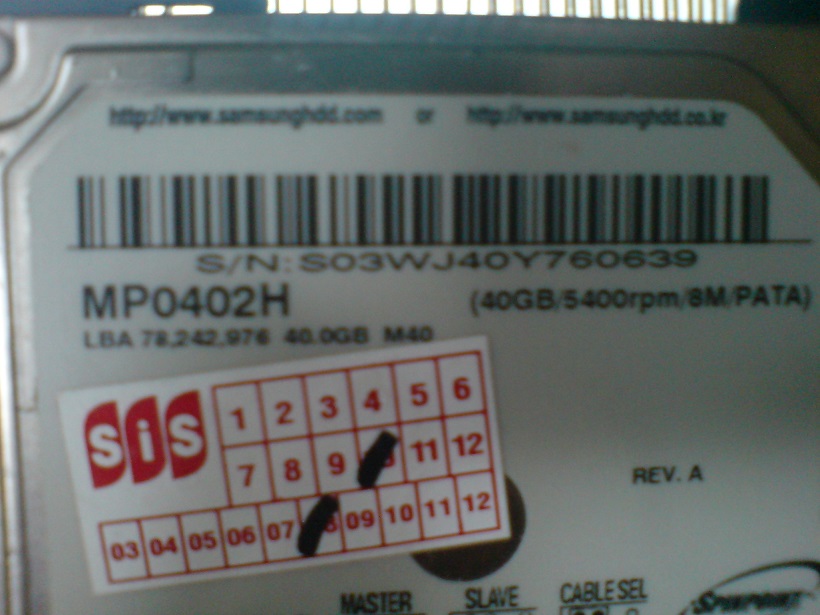 http://www.samsunghdd.com or http://www.samsunghdd.co.kr
S/N: S03WJ40Y760639
MP0402H (40GB/5400rpm/8M/PATA)
LBA 78,242,976 40.0GB M40
SiS
1 2 3 4 5 6
7 8 9 11 12
03 04 05 06 07 09 10 11 12
REV. A
MASTER SLAVE CABLE SEL